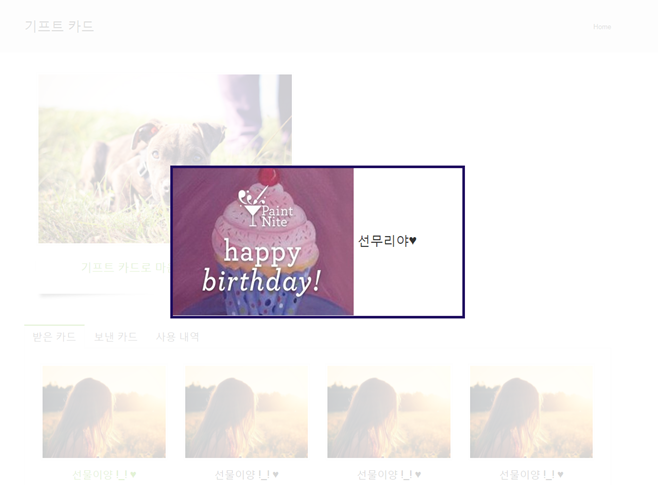 기프트 카드
Home
Paint
Nite
happy
birthday!
선무리야♥
기프트 카드로 미
받은 카드 보낸 카드 사용 내역
선물이양 !_! ♥ 선물이양 !_! ♥ 선물이양 !_! ♥ 선물이양 !_! ♥